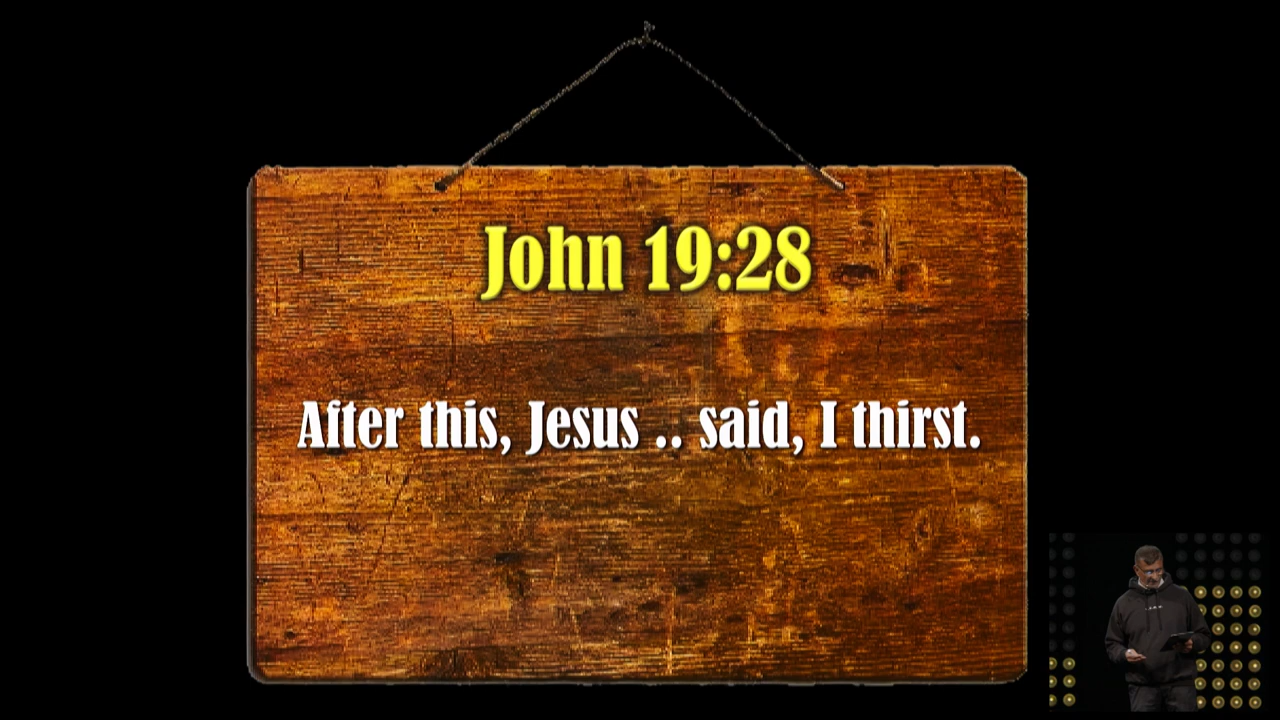 John 19:28
After this, Jesus .. said, I thirst.